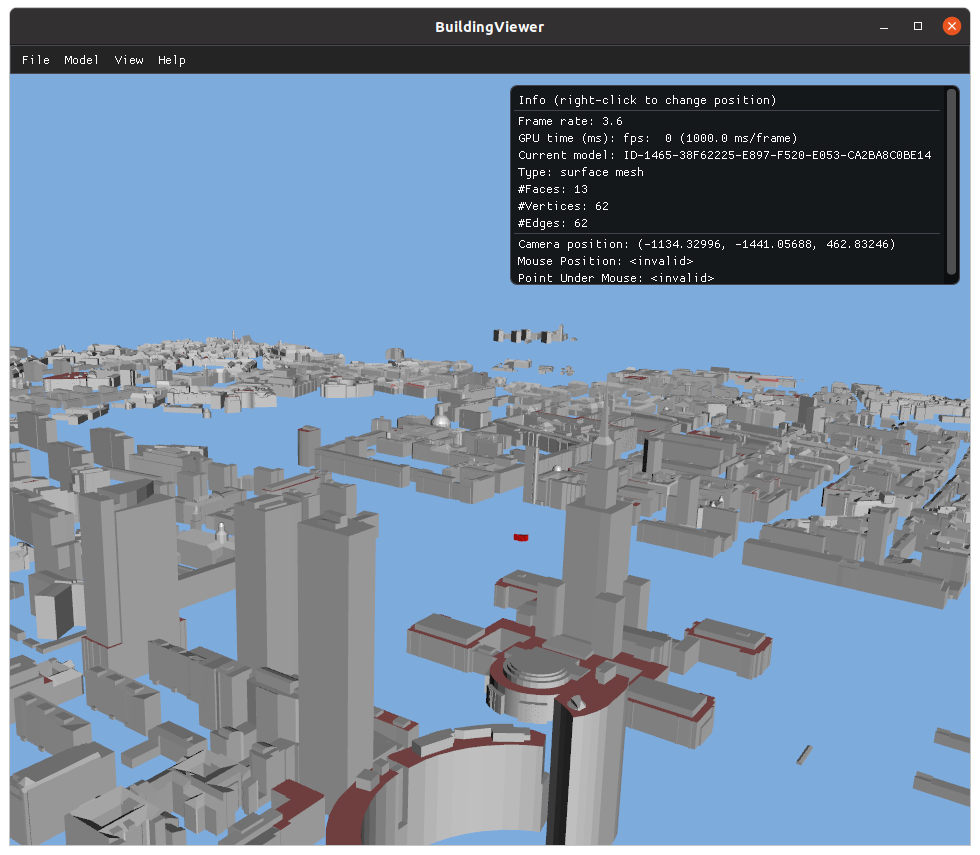 BuildingViewer
File Model View Help
Info (right-click to change position)
Frame rate: 3.6
GPU time (ms): fps:  0 (1000.0 ms/frame)
Current model: ID-1465-38F62225-E897-F520-E053-CA2BA8C0BE14
Type: surface mesh
#Faces: 13
#Vertices: 62
#Edges: 62
Camera position: (-1134.32996, -1441.05688, 462.83246)
Mouse Position: <invalid>
Point Under Mouse: <invalid>